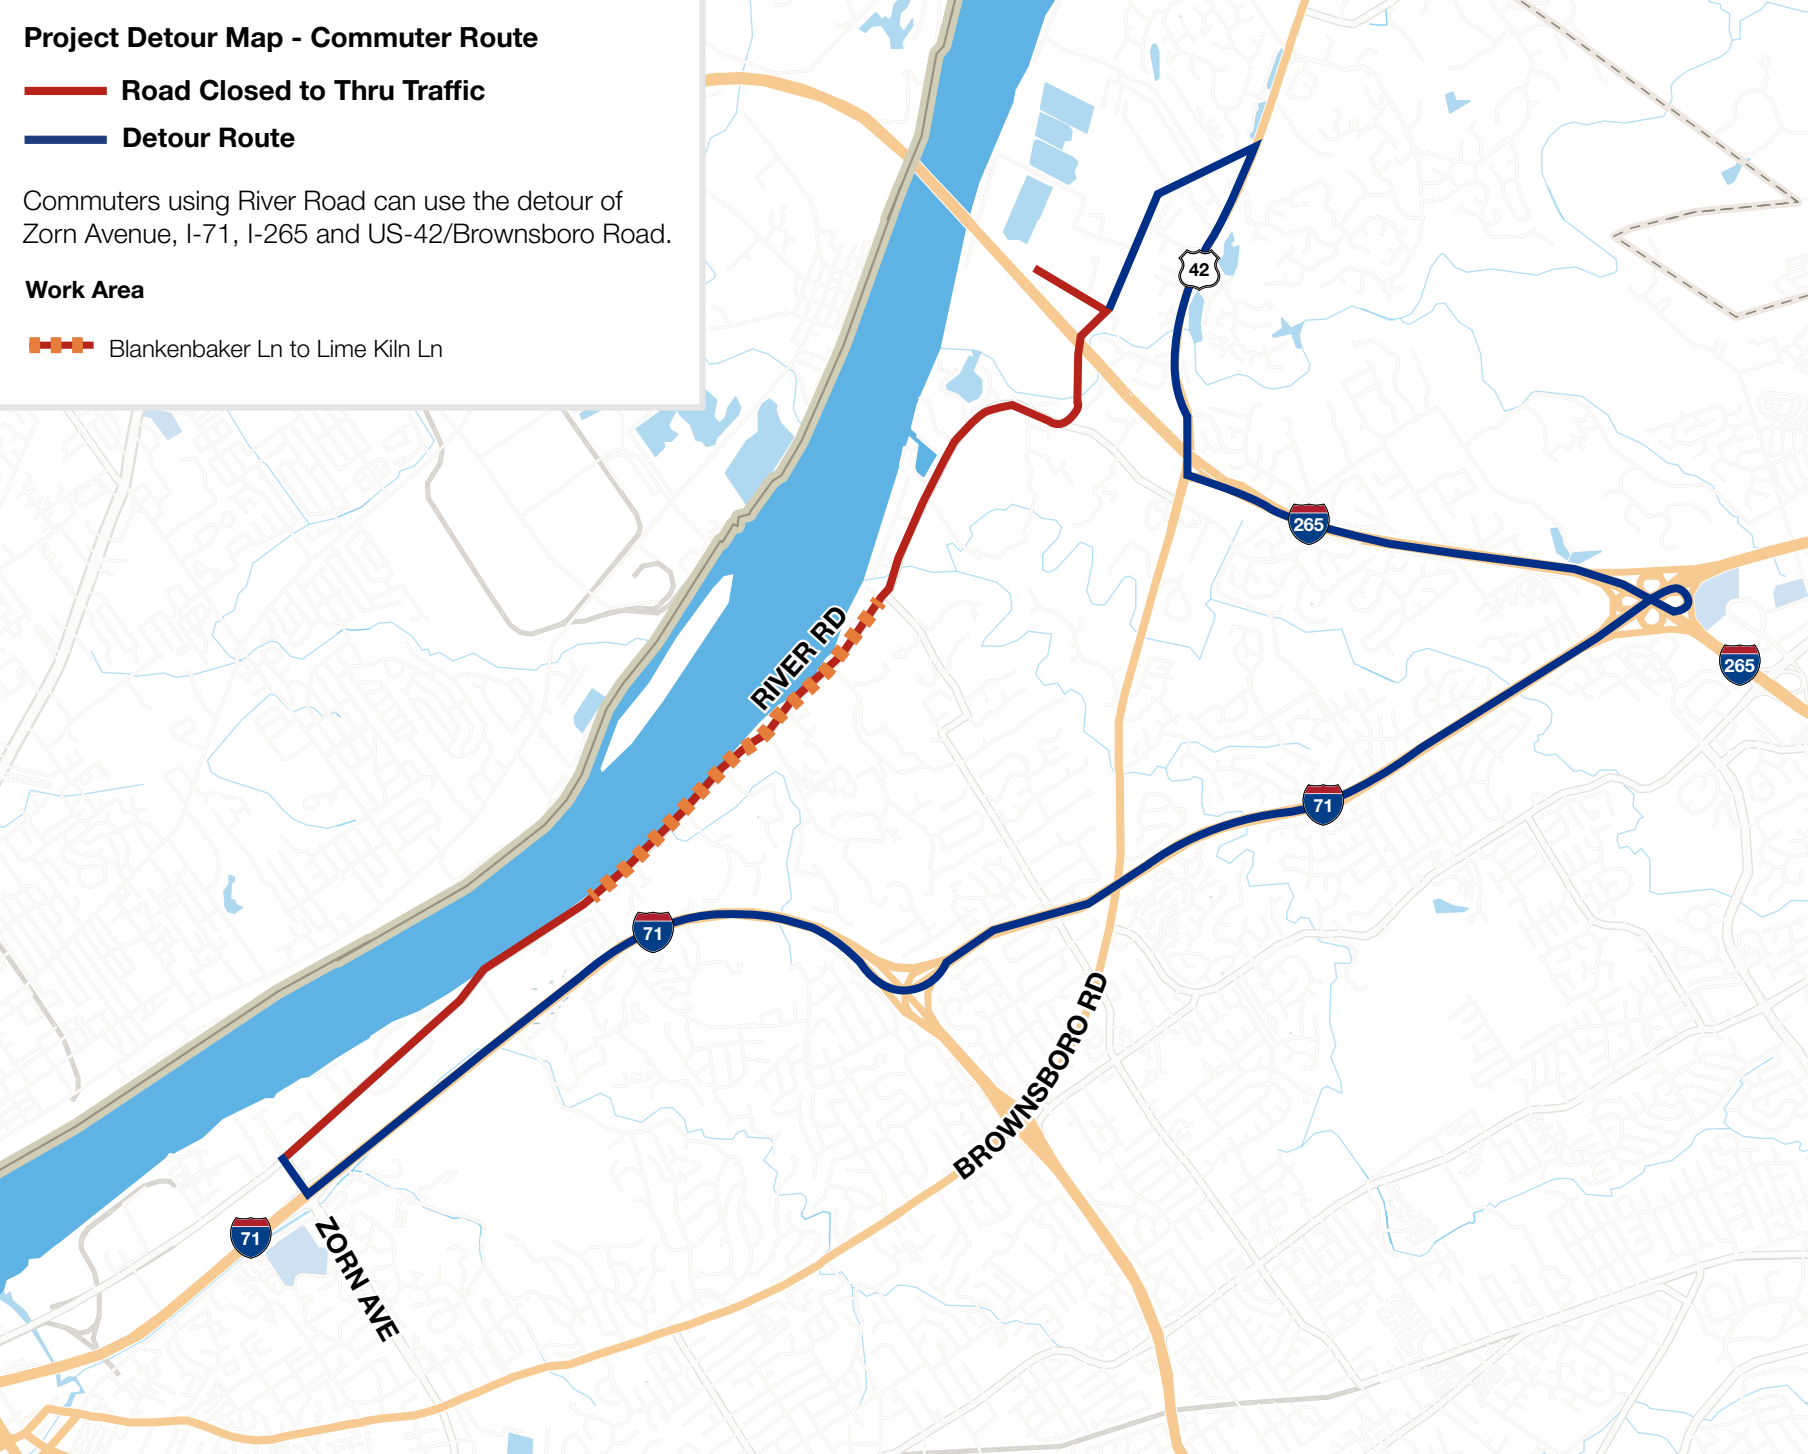 Project Detour Map - Commuter Route
Road Closed to Thru Traffic
Detour Route
Commuters using River Road can use the detour of
Zorn Avenue, I-71, I-265 and US-42/Brownsboro Road.
Work Area
Blankenbaker Ln to Lime Kiln Ln
42
265
265
RIVER RD
71
71
BROWNSBORO RD
71
ZORN AVE